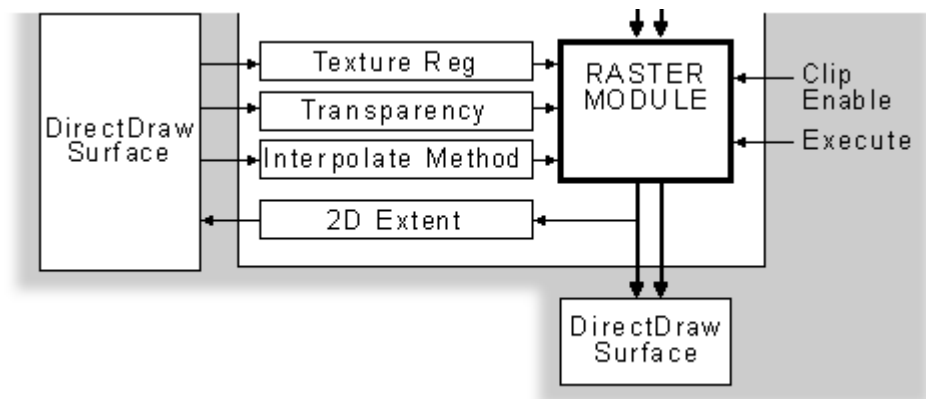 DirectDraw
Surface
Texture Reg
Transparency
Interpolate Method
2D Extent
RASTER
MODULE
Clip
Enable
Execute
DirectDraw
Surface